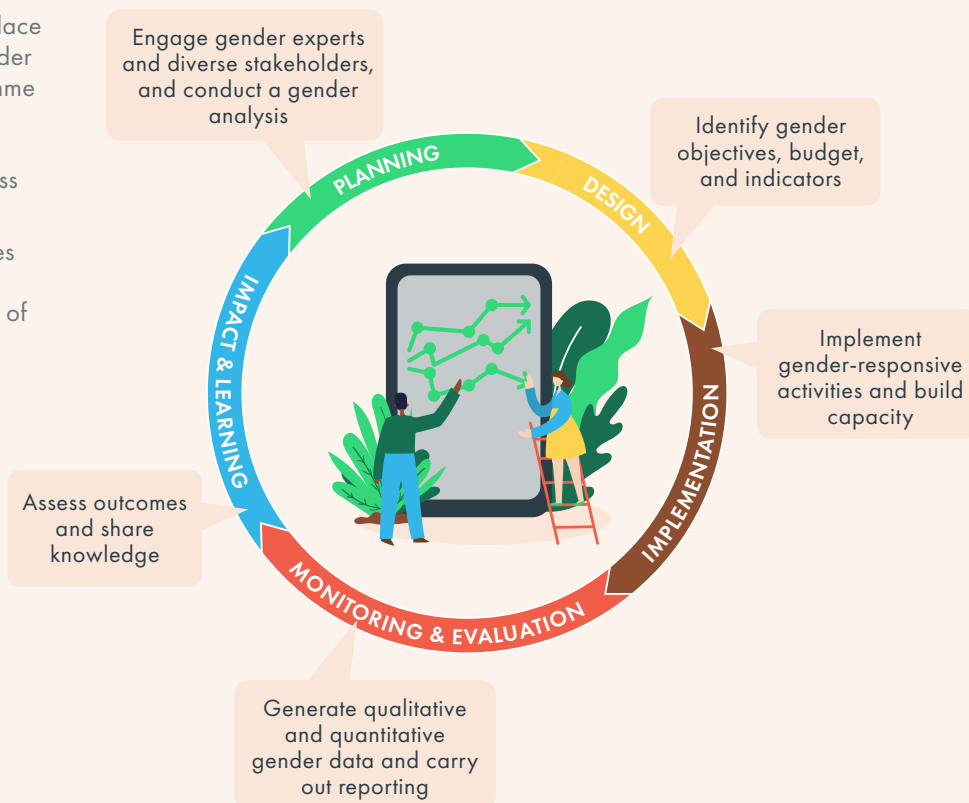 Engage gender experts
and diverse stakeholders,
and conduct a gender
analysis
Identify gender
objectives, budget,
and indicators
PLANNING
DESIGN
Implement
gender-responsive
activities and build
capacity
IMPACT & LEARNING
IMPLEMENTATION
Assess outcomes
and share
knowledge
MONITORING & EVALUATION
Generate qualitative
and quantitative
gender data and carry
out reporting
of